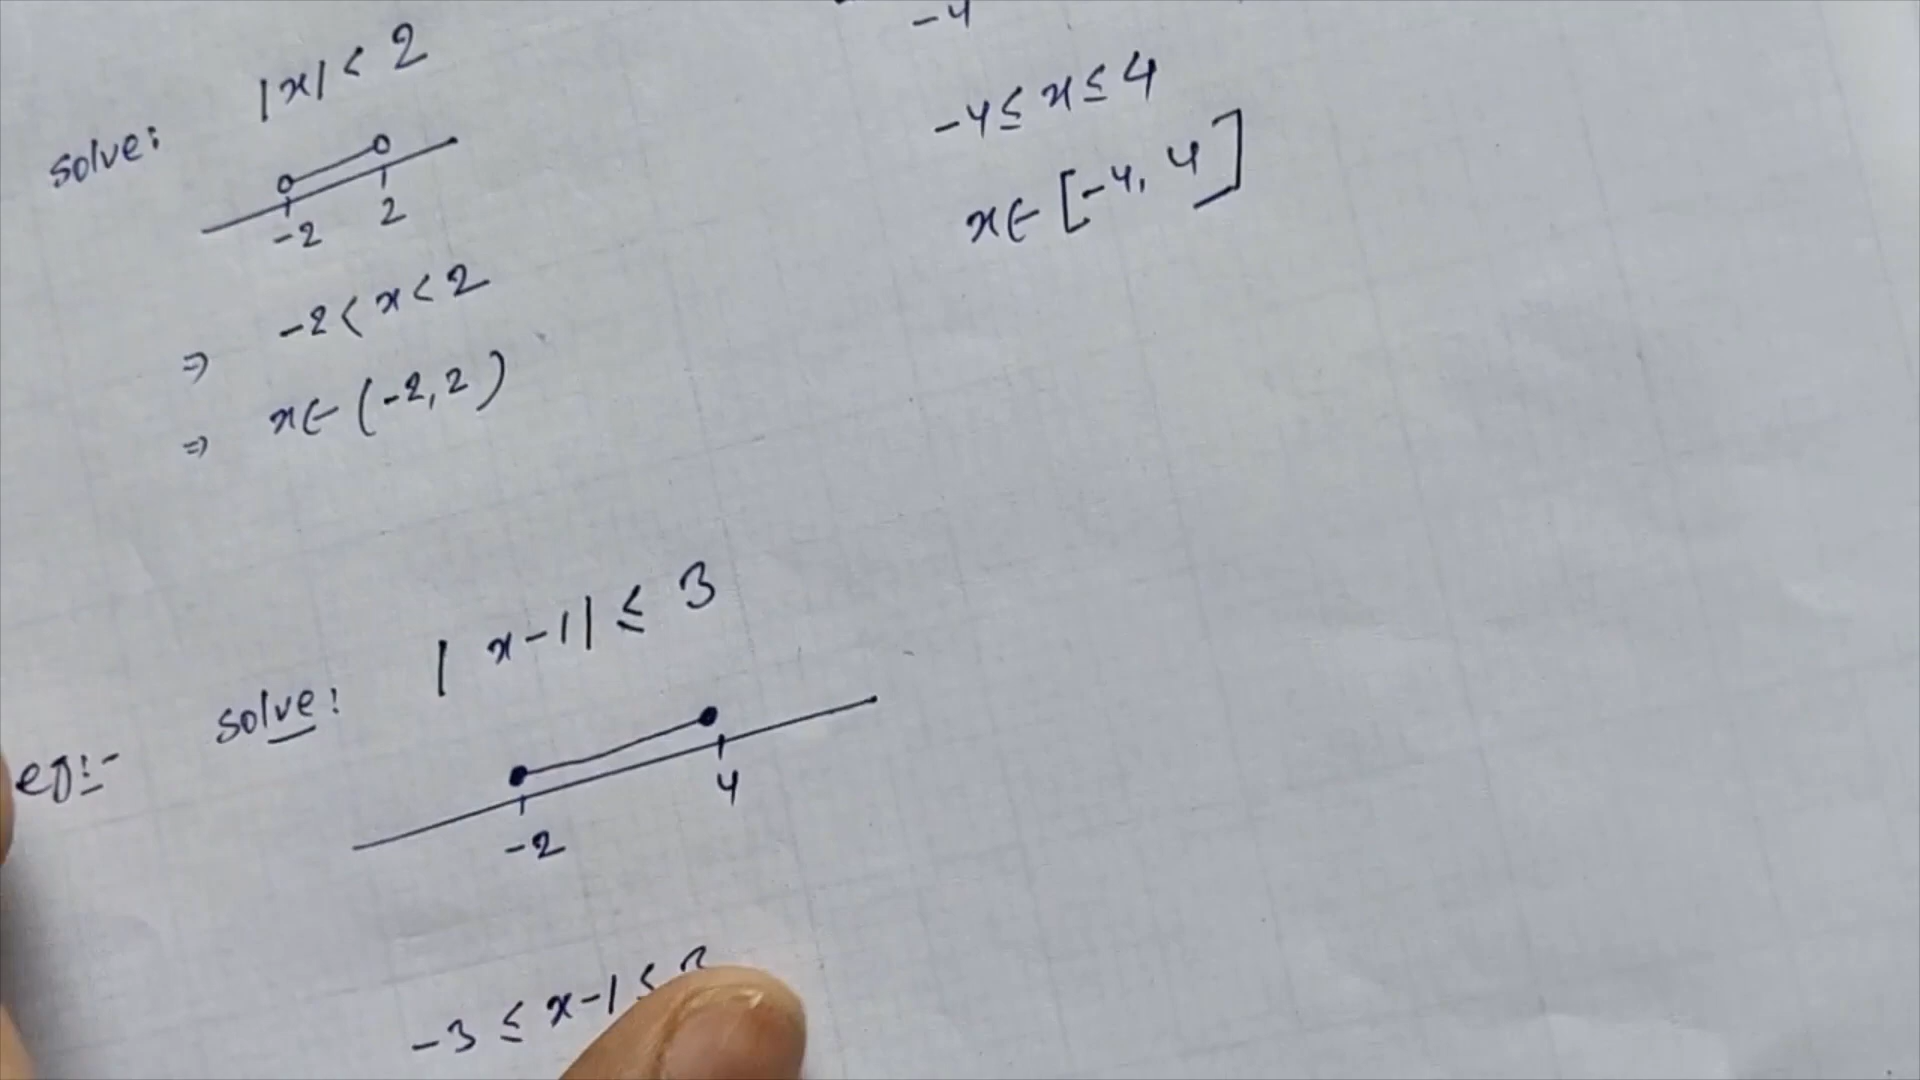 solve: |x| < 2
-2 2
⇒ -2 < x < 2
⇒ x ∈ (-2, 2)
-4
-4 ≤ x ≤ 4
x ∈ [-4, 4]
eg:- solve: | x-1| ≤ 3
-2 4
-3 ≤ x-1 ≤